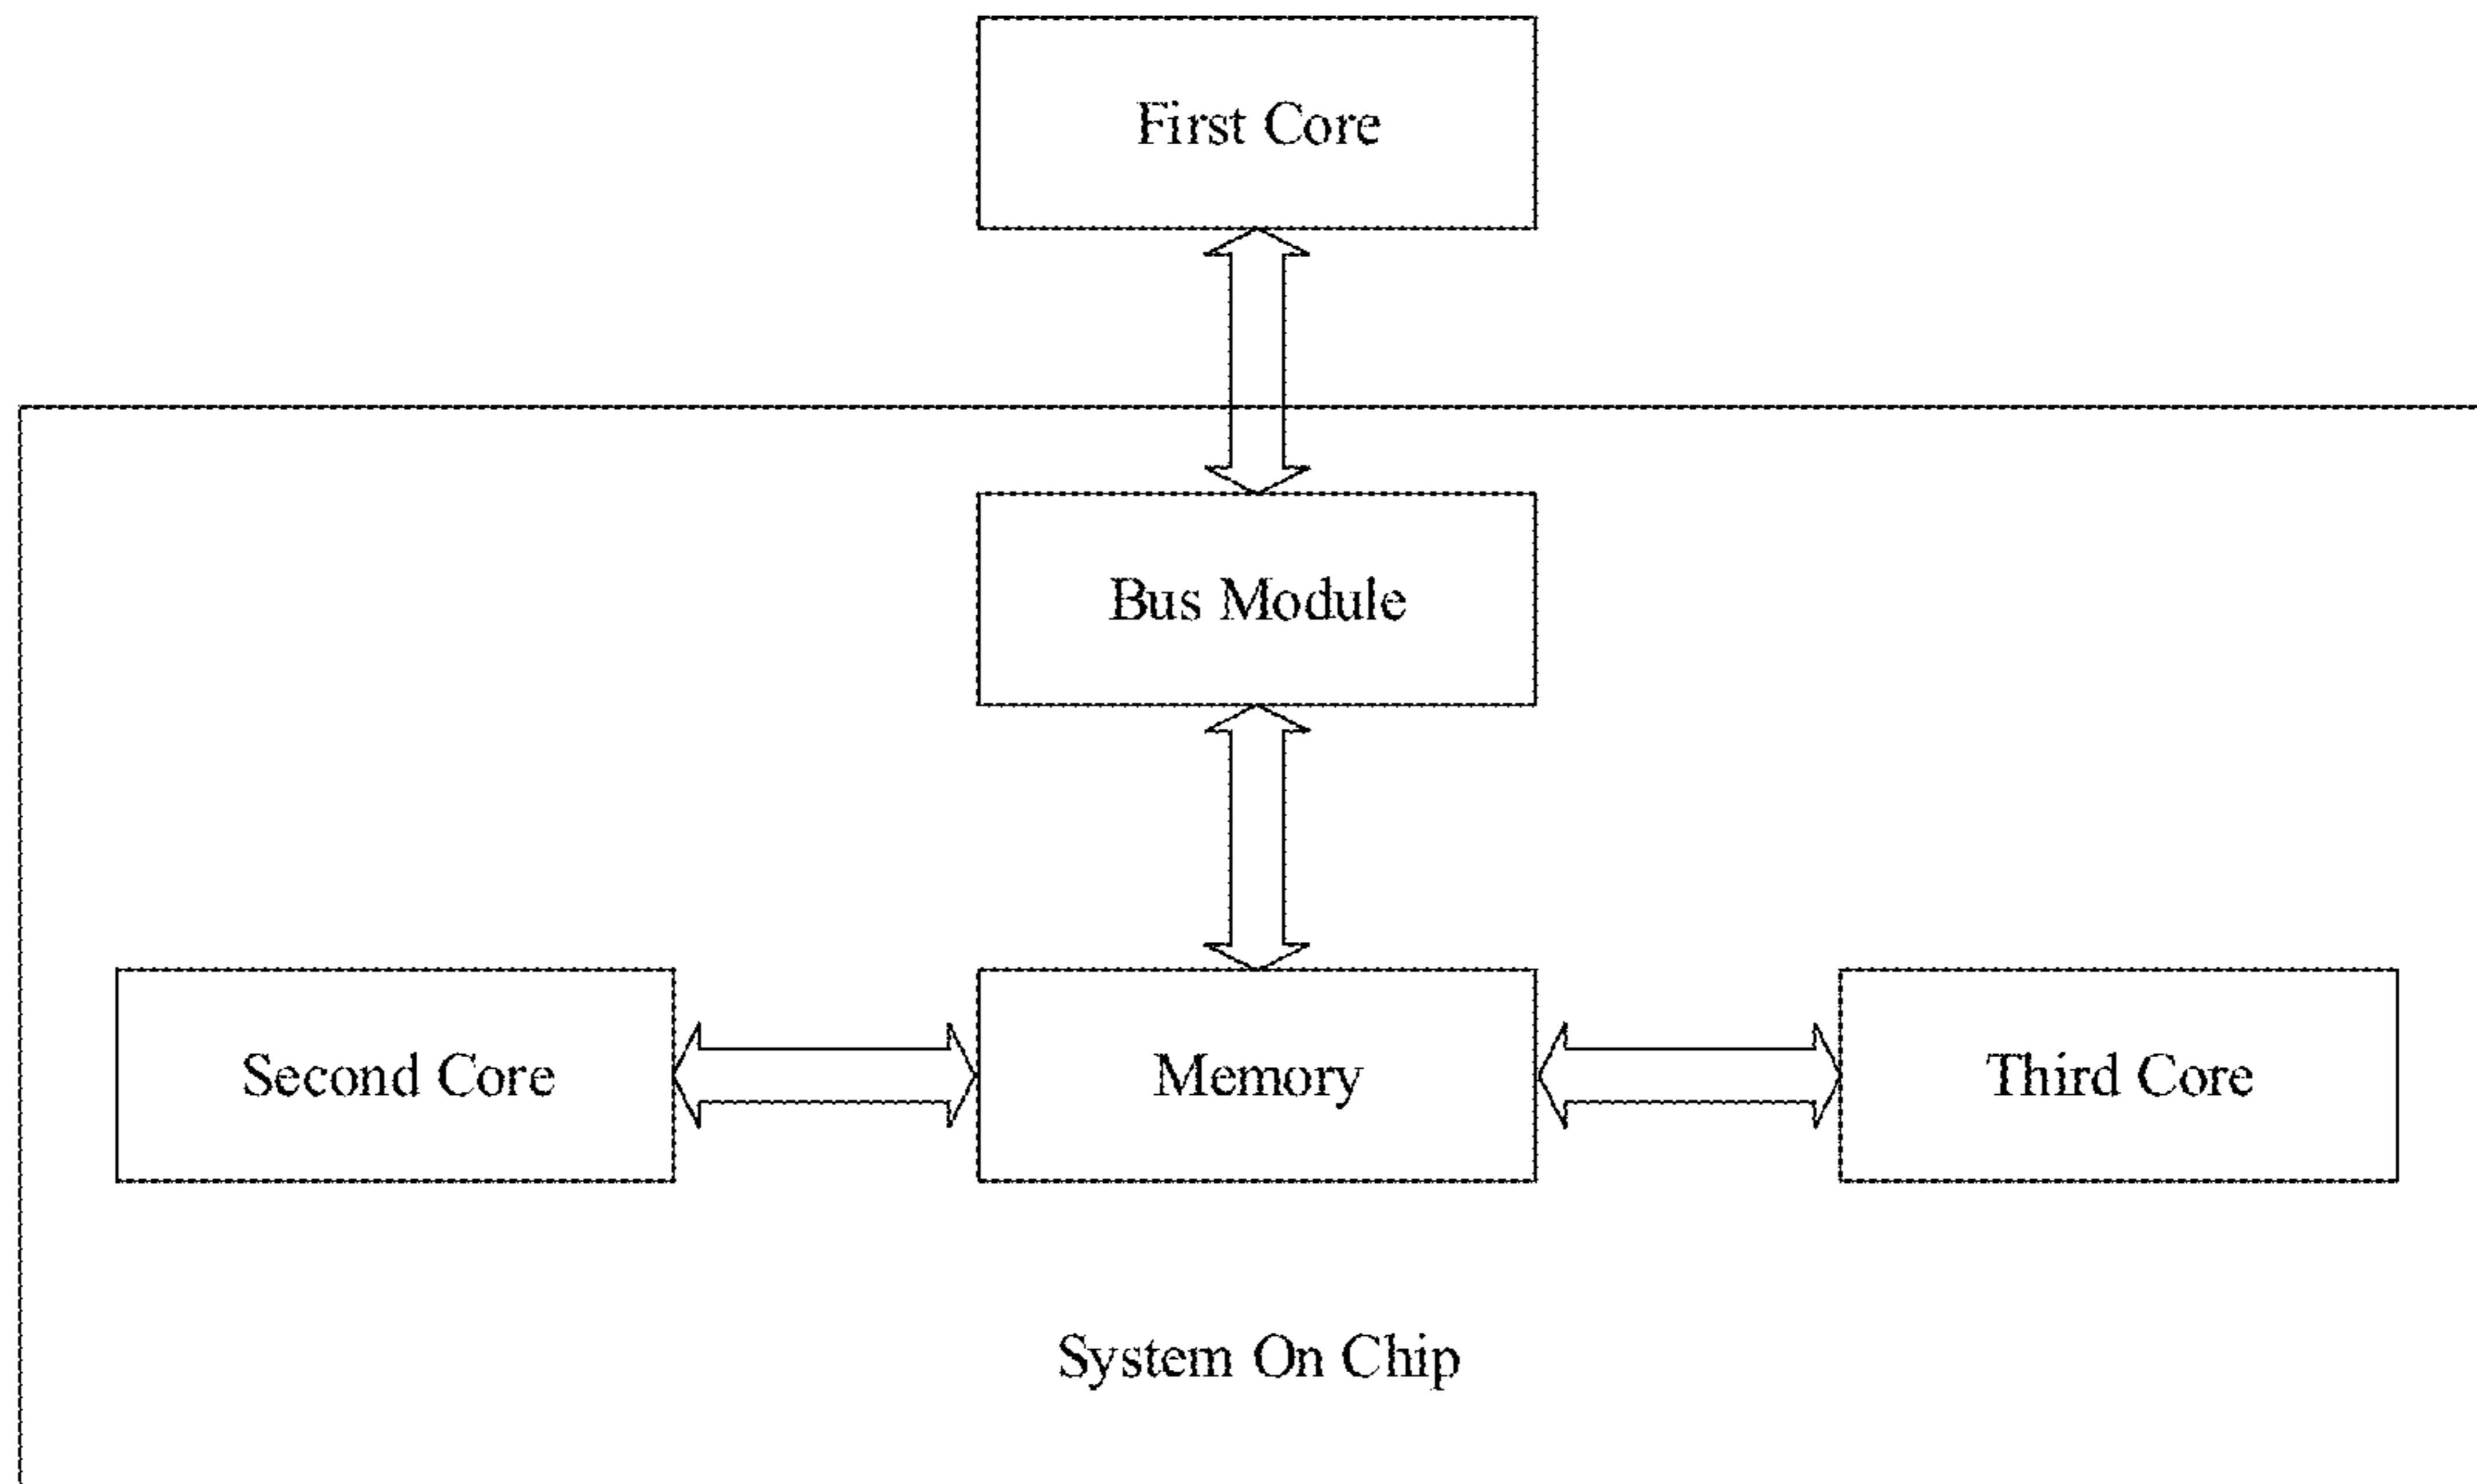 First Core
Bus Module
Second Core
Memory
Third Core
System On Chip